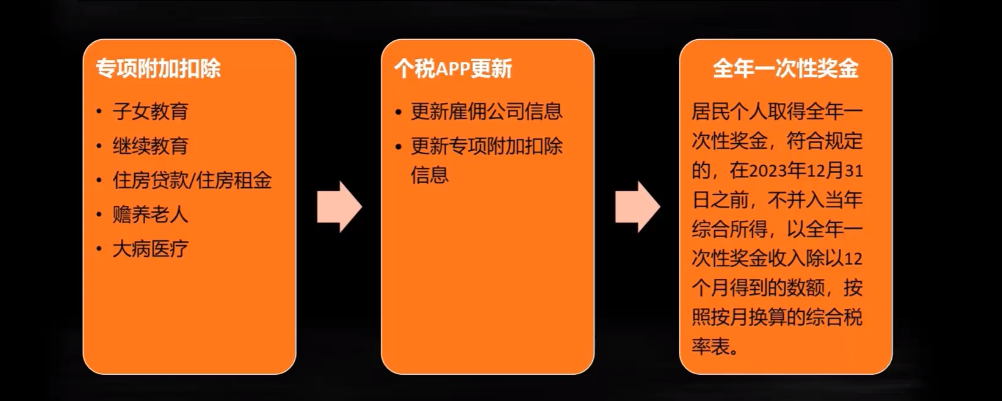 专项附加扣除
• 子女教育
• 继续教育
• 住房贷款/住房租金
• 赡养老人
• 大病医疗
个税APP更新
• 更新雇佣公司信息
• 更新专项附加扣除
信息
全年一次性奖金
居民个人取得全年一
次性奖金，符合规定
的，在2023年12月31
日之前，不并入当年
综合所得，以全年一
次性奖金收入除以12
个月得到的数额，按
照按月换算的综合税
率表。